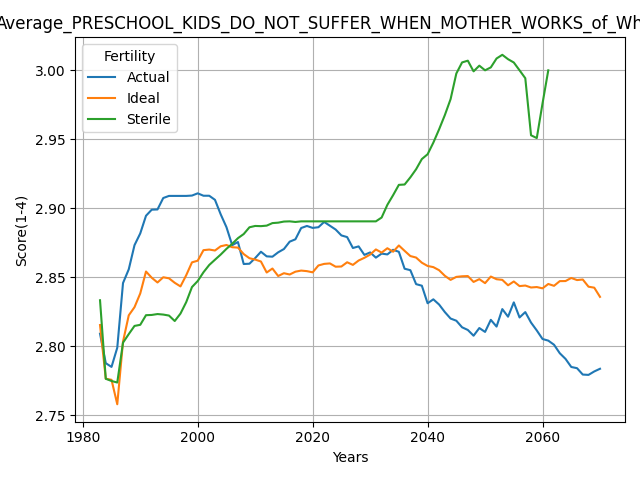 Average_PRESCHOOL_KIDS_DO_NOT_SUFFER_WHEN_MOTHER_WORKS_of_Wh
Fertility
Actual
Ideal
Sterile
Score(1-4)
3.00
2.95
2.90
2.85
2.80
2.75
1980 2000 2020 2040 2060
Years